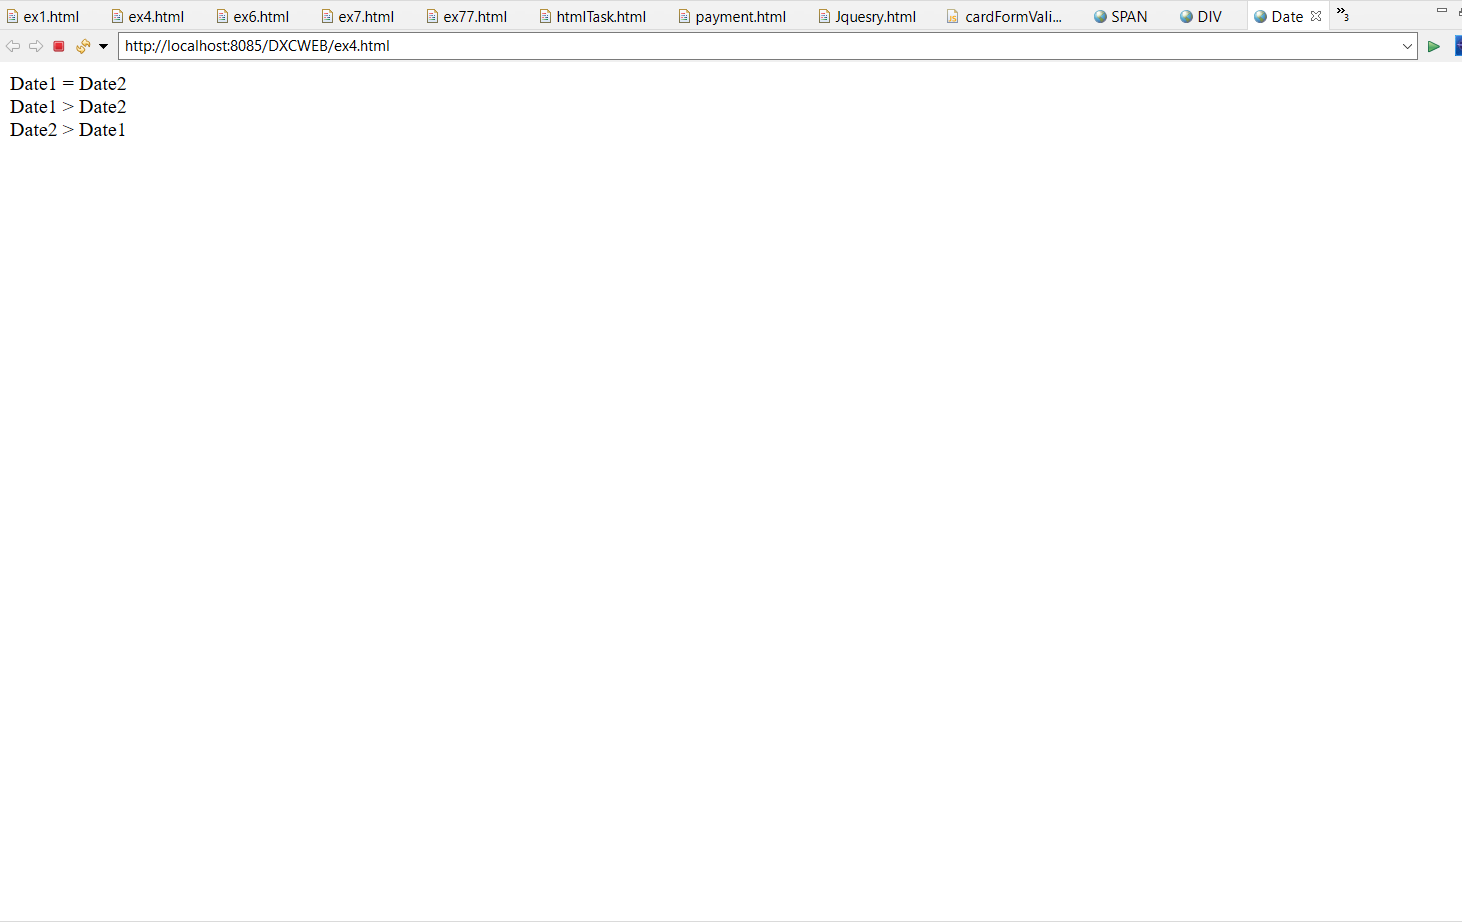 ex1.html ex4.html ex6.html ex7.html ex77.html htmlTask.html payment.html Jquesry.html cardFormVali... SPAN DIV Date »3
http://localhost:8085/DXCWEB/ex4.html
Date1 = Date2
Date1 > Date2
Date2 > Date1